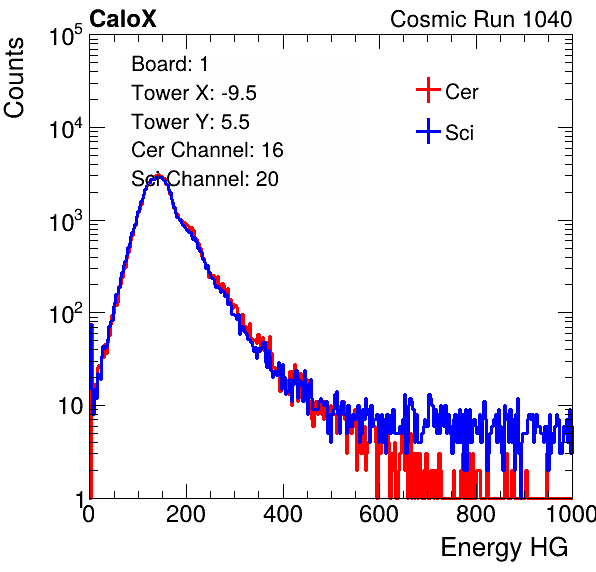 CaloX Cosmic Run 1040
Counts
10^5
10^4
10^3
10^2
10
1
Board: 1
Tower X: -9.5
Tower Y: 5.5
Cer Channel: 16
Sci Channel: 20
Cer
Sci
0 200 400 600 800 1000
Energy HG